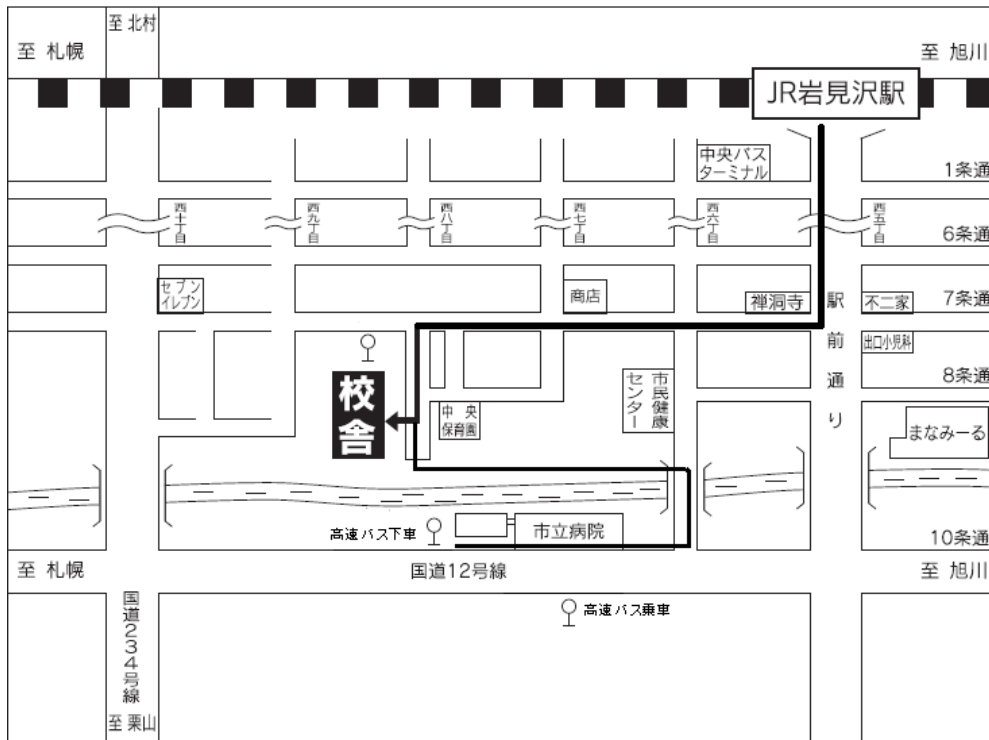 至 北村
至 札幌
至 旭川
JR岩見沢駅
中央バス
ターミナル
1条通
西十丁目
西九丁目
西八丁目
西七丁目
西六丁目
西五丁目
6条通
セブン
イレブン
商店
禅洞寺
不二家
7条通
駅前通り
出口小児科
8条通
校舎
中央
保育園
市民健康
センター
まなみーる
高速バス下車
市立病院
10条通
至 札幌
国道12号線
至 旭川
高速バス乗車
国道234号線
至 栗山